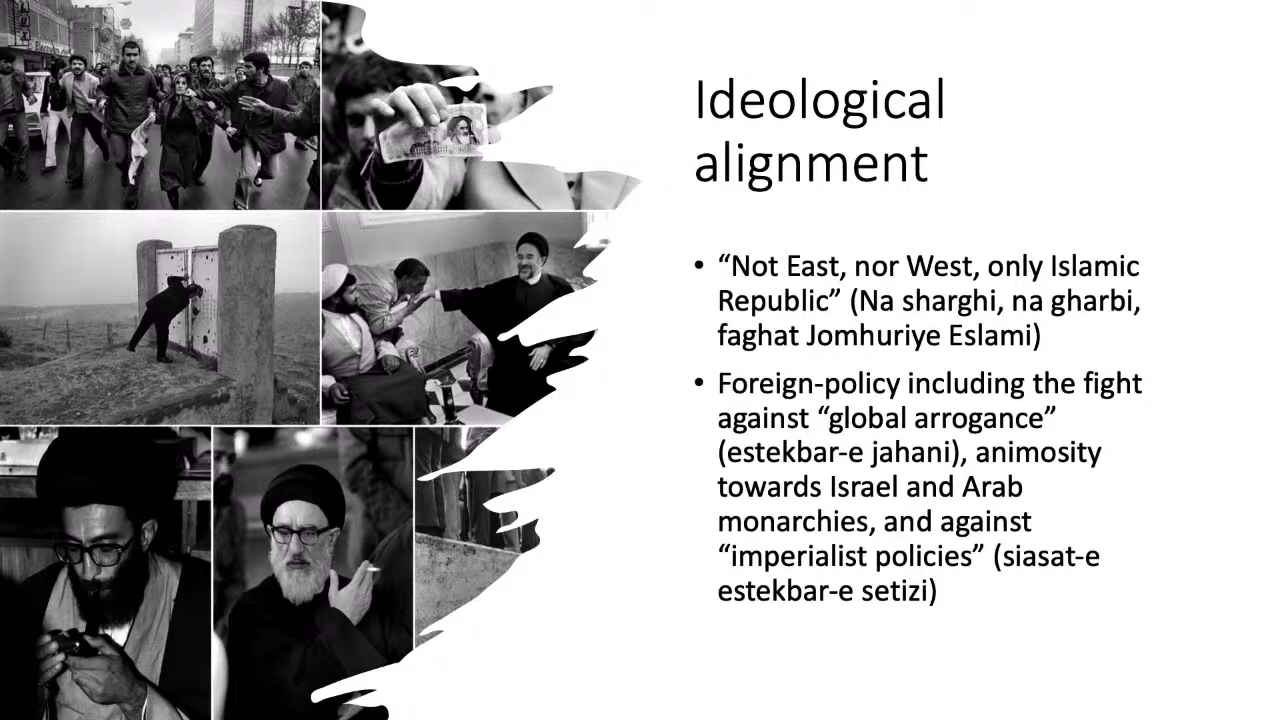 Ideological
alignment
• “Not East, nor West, only Islamic
Republic” (Na sharghi, na gharbi,
faghat Jomhuriye Eslami)
• Foreign-policy including the fight
against “global arrogance”
(estekbar-e jahani), animosity
towards Israel and Arab
monarchies, and against
“imperialist policies” (siasat-e
estekbar-e setizi)